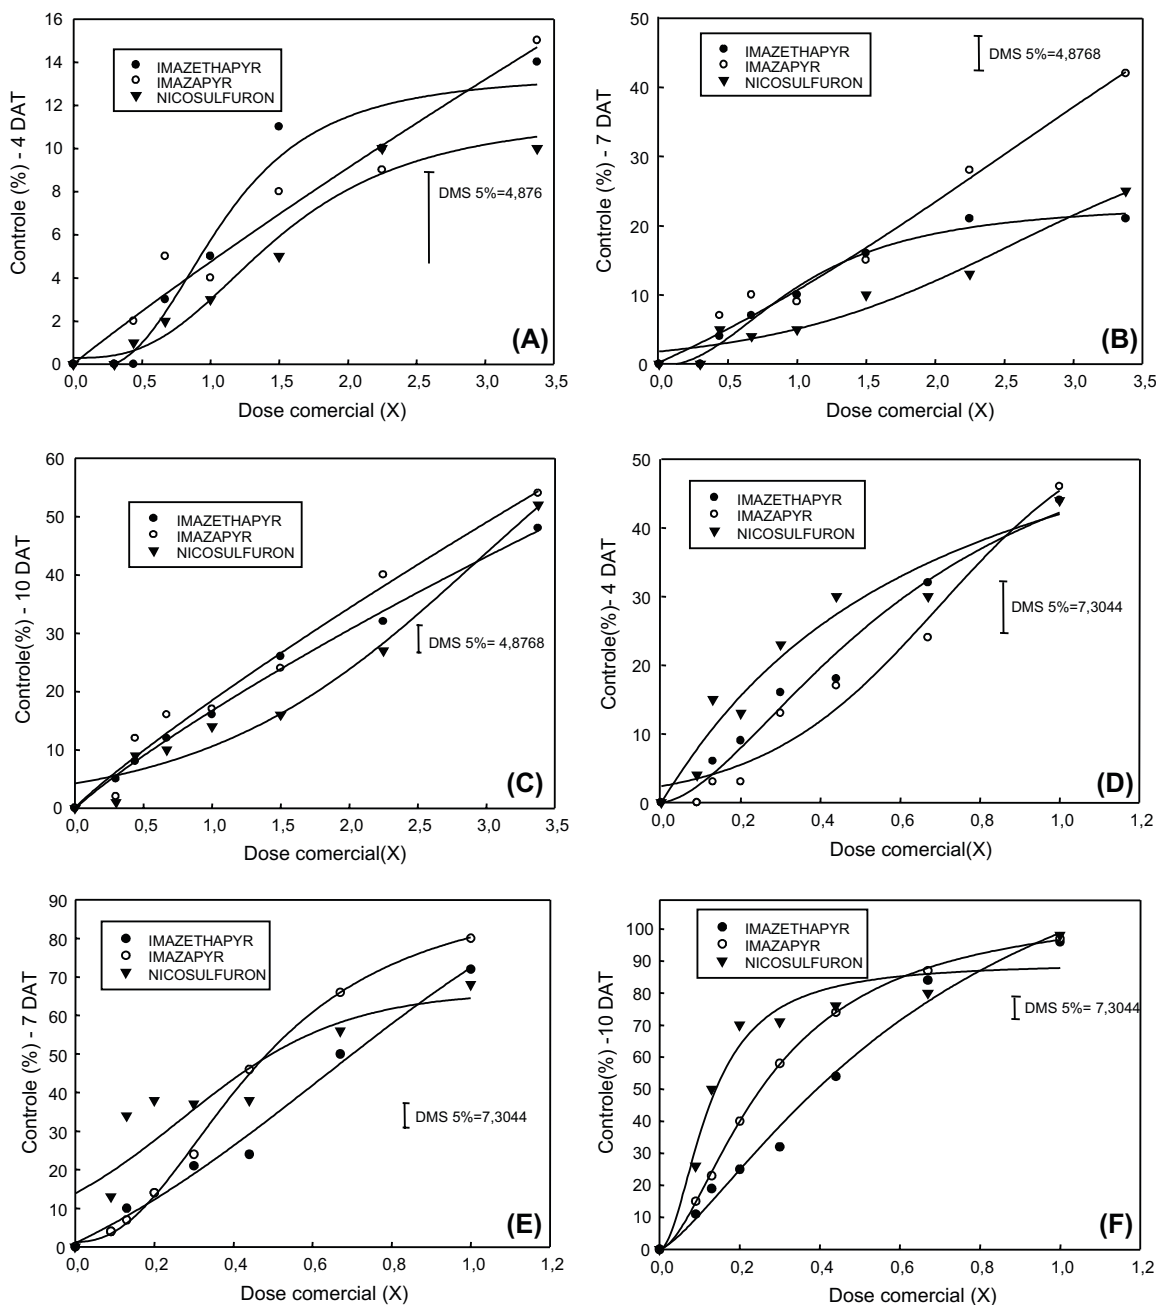 16
14
12
10
8
6
4
2
0
Controle (%) - 4 DAT
IMAZETHAPYR
IMAZAPYR
NICOSULFURON
DMS 5%=4,876
(A)
0,0 0,5 1,0 1,5 2,0 2,5 3,0 3,5
Dose comercial (X)
50
40
30
20
10
0
Controle (%) - 7 DAT
IMAZETHAPYR
IMAZAPYR
NICOSULFURON
DMS 5%=4,8768
(B)
0,0 0,5 1,0 1,5 2,0 2,5 3,0 3,5
Dose comercial (X)
60
50
40
30
20
10
0
Controle(%) - 10 DAT
IMAZETHAPYR
IMAZAPYR
NICOSULFURON
DMS 5%= 4,8768
(C)
0,0 0,5 1,0 1,5 2,0 2,5 3,0 3,5
Dose comercial(X)
50
40
30
20
10
0
Controle(%)- 4 DAT
IMAZETHAPYR
IMAZAPYR
NICOSULFURON
DMS 5%=7,3044
(D)
0,0 0,2 0,4 0,6 0,8 1,0 1,2
Dose comercial(X)
90
80
70
60
50
40
30
20
10
0
Controle (%) - 7 DAT
IMAZETHAPYR
IMAZAPYR
NICOSULFURON
DMS 5%=7,3044
(E)
0,0 0,2 0,4 0,6 0,8 1,0 1,2
Dose comercial (X)
100
90
80
70
60
50
40
30
20
10
0
Controle(%) -10 DAT
IMAZETHAPYR
IMAZAPYR
NICOSULFURON
DMS 5%= 7,3044
(F)
0,0 0,2 0,4 0,6 0,8 1,0 1,2
Dose comercial (X)